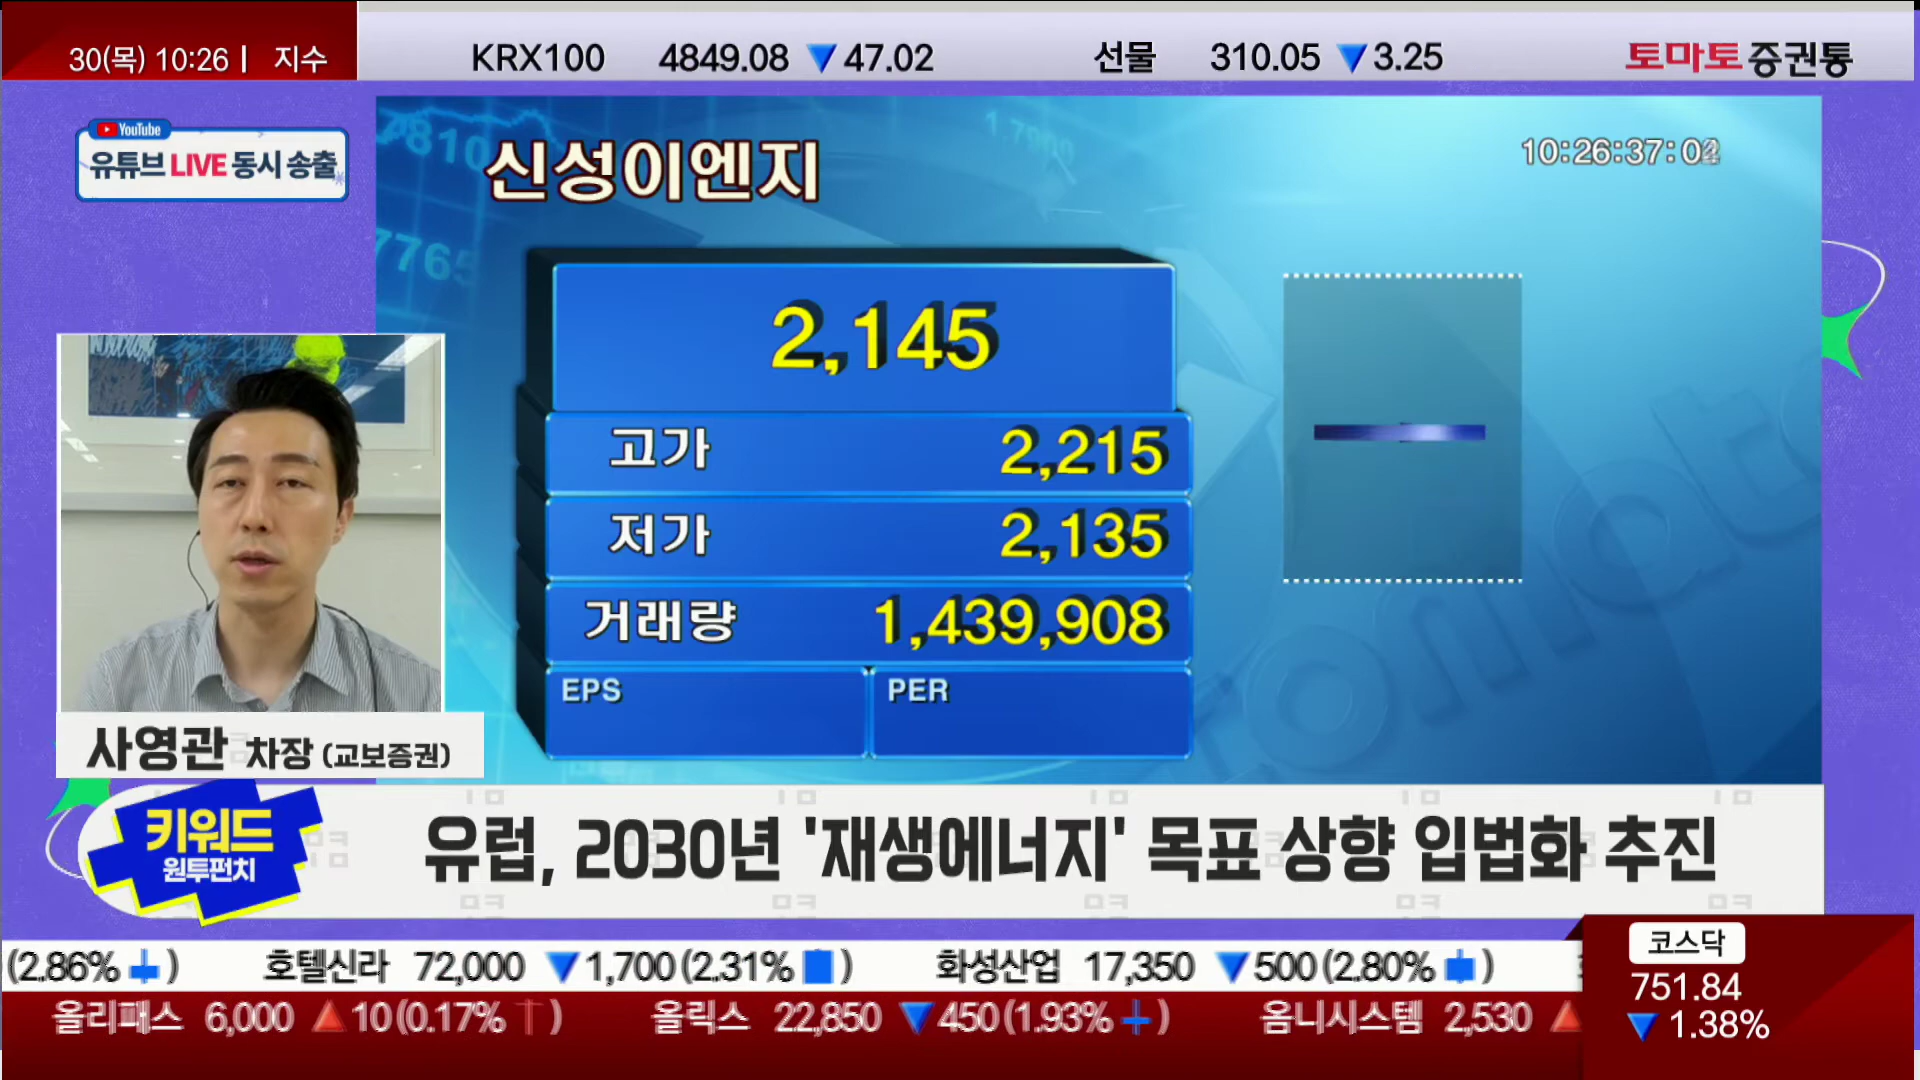 30(목) 10:26 | 지수
KRX100 4849.08 ▼47.02 선물 310.05 ▼3.25
토마토증권통
YouTube
유튜브 LIVE 동시 송출
신성이엔지
10:26:37:02
2,145
고가 2,215
저가 2,135
거래량 1,439,908
EPS PER
사영관 차장 (교보증권)
키워드
원투펀치
유럽, 2030년 '재생에너지' 목표 상향 입법화 추진
(2.86% ) 호텔신라 72,000 ▼1,700(2.31% ) 화성산업 17,350 ▼500(2.80% )
올리패스 6,000 ▲10(0.17% ) 올릭스 22,850 ▼450(1.93% ) 옴니시스템 2,530 ▲
코스닥
751.84
▼ 1.38%